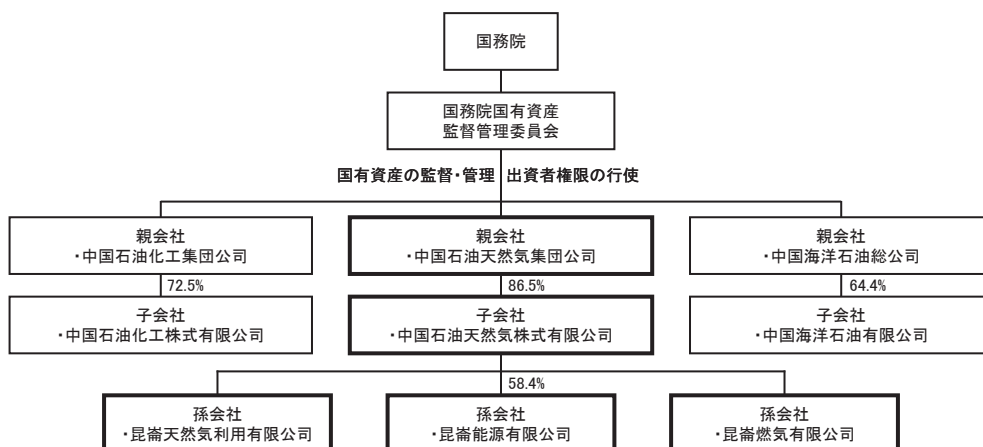 国務院
国務院国有資産
監督管理委員会
国有資産の監督・管理 出資者権限の行使
親会社
・中国石油化工集団公司
親会社
・中国石油天然気集団公司
親会社
・中国海洋石油総公司
72.5%
86.5%
64.4%
子会社
・中国石油化工株式有限公司
子会社
・中国石油天然気株式有限公司
子会社
・中国海洋石油有限公司
58.4%
孫会社
・昆崙天然気利用有限公司
孫会社
・昆崙能源有限公司
孫会社
・昆崙燃気有限公司